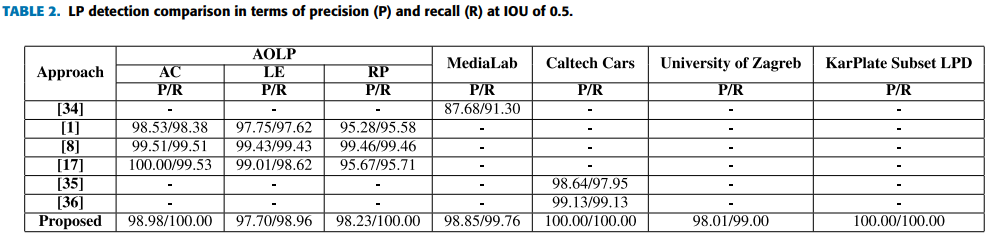 TABLE 2. LP detection comparison in terms of precision (P) and recall (R) at IOU of 0.5.
Approach AOLP MediaLab Caltech Cars University of Zagreb KarPlate Subset LPD
AC LE RP
P/R P/R P/R P/R P/R P/R P/R
[34] - - - 87.68/91.30 - - -
[1] 98.53/98.38 97.75/97.62 95.28/95.58 - - - -
[8] 99.51/99.51 99.43/99.43 99.46/99.46 - - - -
[17] 100.00/99.53 99.01/98.62 95.67/95.71 - - - -
[35] - - - - 98.64/97.95 - -
[36] - - - - 99.13/99.13 - -
Proposed 98.98/100.00 97.70/98.96 98.23/100.00 98.85/99.76 100.00/100.00 98.01/99.00 100.00/100.00